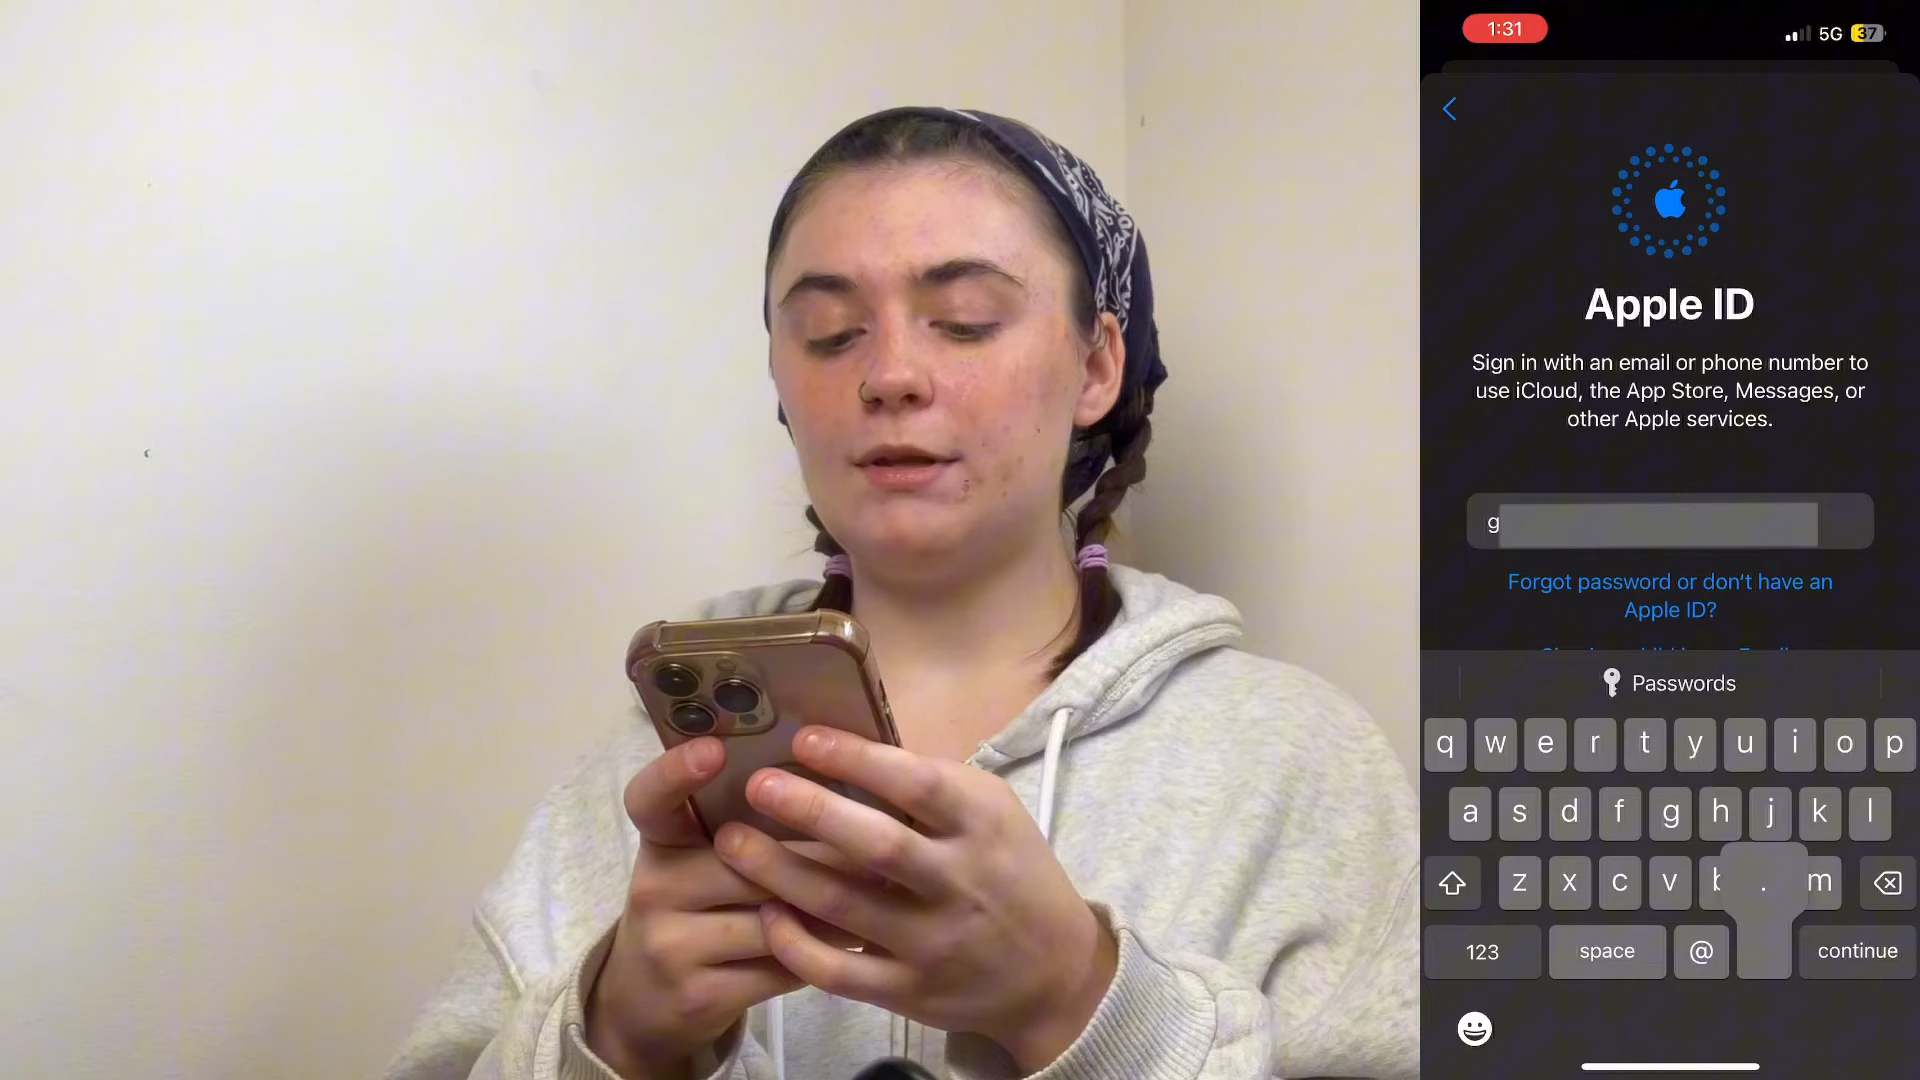 1:31
5G
37
Apple ID
Sign in with an email or phone number to
use iCloud, the App Store, Messages, or
other Apple services.
g
Forgot password or don't have an
Apple ID?
Passwords
q w e r t y u i o p
a s d f g h j k l
z x c v . m
123 space @ continue